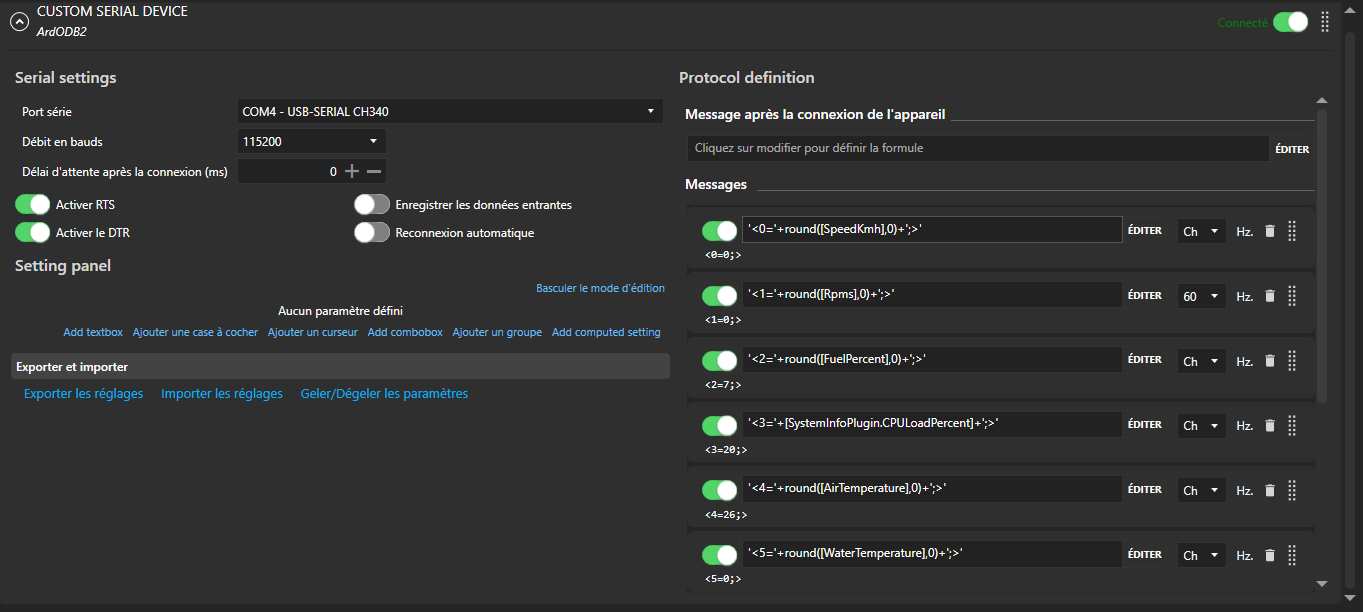 CUSTOM SERIAL DEVICE
ArdODB2
Connecté
Serial settings
Port série
COM4 - USB-SERIAL CH340
Débit en bauds
115200
Délai d'attente après la connexion (ms)
0
Activer RTS
Enregistrer les données entrantes
Activer le DTR
Reconnexion automatique
Setting panel
Basculer le mode d'édition
Aucun paramètre défini
Add textbox Ajouter une case à cocher Ajouter un curseur Add combobox Ajouter un groupe Add computed setting
Exporter et importer
Exporter les réglages Importer les réglages Geler/Dégeler les paramètres
Protocol definition
Message après la connexion de l'appareil
Cliquez sur modifier pour définir la formule
ÉDITER
Messages
'<0='+round([SpeedKmh],0)+';>' ÉDITER Ch Hz.
<0=0;>
'<1='+round([Rpms],0)+';>' ÉDITER 60 Hz.
<1=0;>
'<2='+round([FuelPercent],0)+';>' ÉDITER Ch Hz.
<2=7;>
'<3='+[SystemInfoPlugin.CPULoadPercent]+';>' ÉDITER Ch Hz.
<3=20;>
'<4='+round([AirTemperature],0)+';>' ÉDITER Ch Hz.
<4=26;>
'<5='+round([WaterTemperature],0)+';>' ÉDITER Ch Hz.
<5=0;>